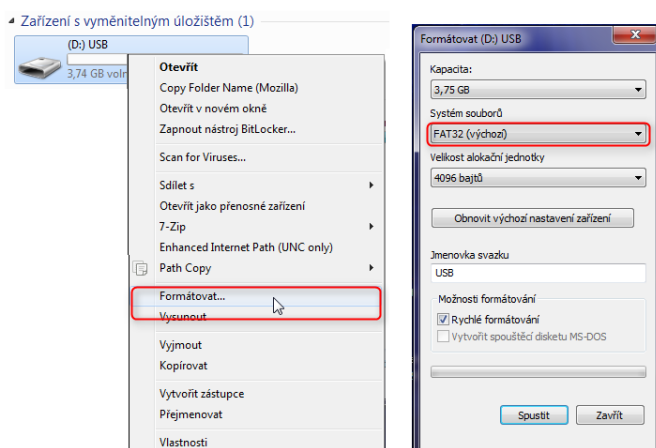 Zařízení s vyměnitelným úložištěm (1)
(D:) USB
3,74 GB voln
Otevřít
Copy Folder Name (Mozilla)
Otevřít v novém okně
Zapnout nástroj BitLocker...
Scan for Viruses...
Sdílet s
Otevřít jako přenosné zařízení
7-Zip
Enhanced Internet Path (UNC only)
Path Copy
Formátovat...
Vysunout
Vyjmout
Kopírovat
Vytvořit zástupce
Přejmenovat
Vlastnosti
Formátovat (D:) USB
Kapacita:
3,75 GB
Systém souborů
FAT32 (výchozí)
Velikost alokační jednotky
4096 bajtů
Obnovit výchozí nastavení zařízení
Jmenovka svazku
USB
Možnosti formátování
Rychlé formátování
Vytvořit spouštěcí disketu MS-DOS
Spustit
Zavřít